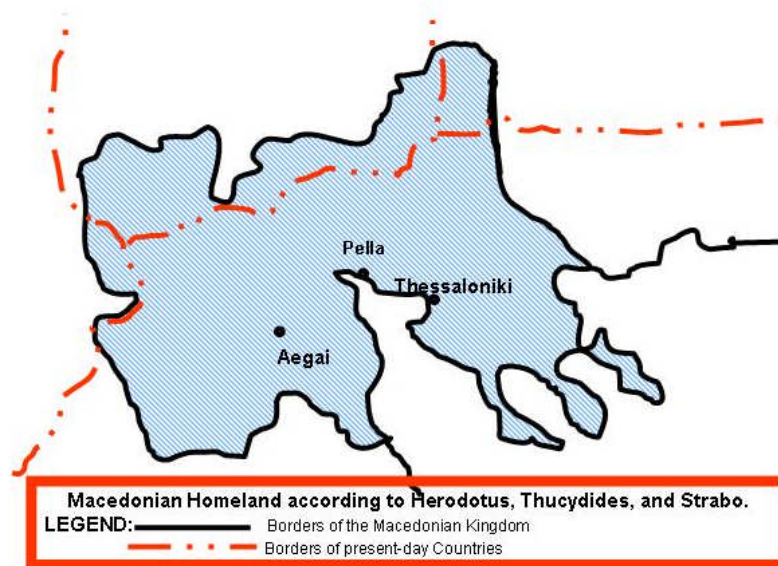 Pella
Thessaloniki
Aegai
Macedonian Homeland according to Herodotus, Thucydides, and Strabo.
LEGEND: Borders of the Macedonian Kingdom
Borders of present-day Countries